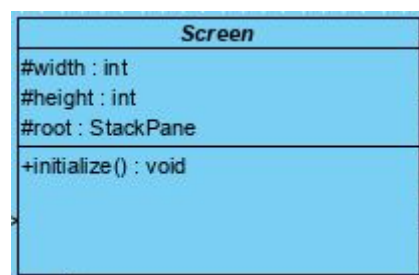 Screen
#width : int
#height : int
#root : StackPane
+initialize() : void